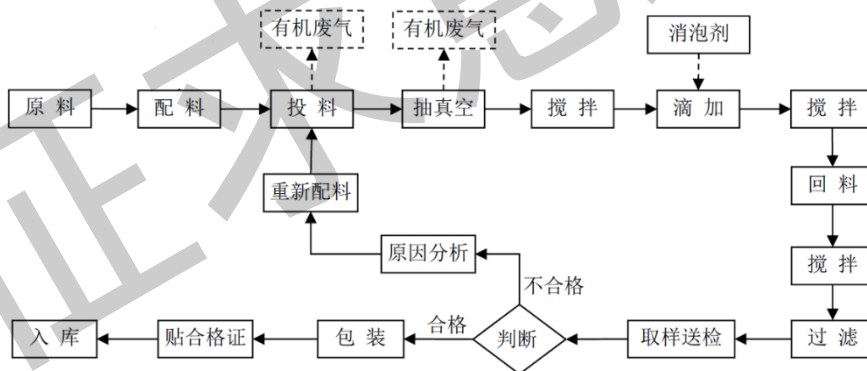 有机废气
有机废气
消泡剂
原 料
配 料
投 料
抽真空
搅 拌
滴 加
搅 拌
重新配料
回 料
原因分析
搅 拌
不合格
合格
入 库
贴合格证
包 装
判断
取样送检
过 滤
征求意